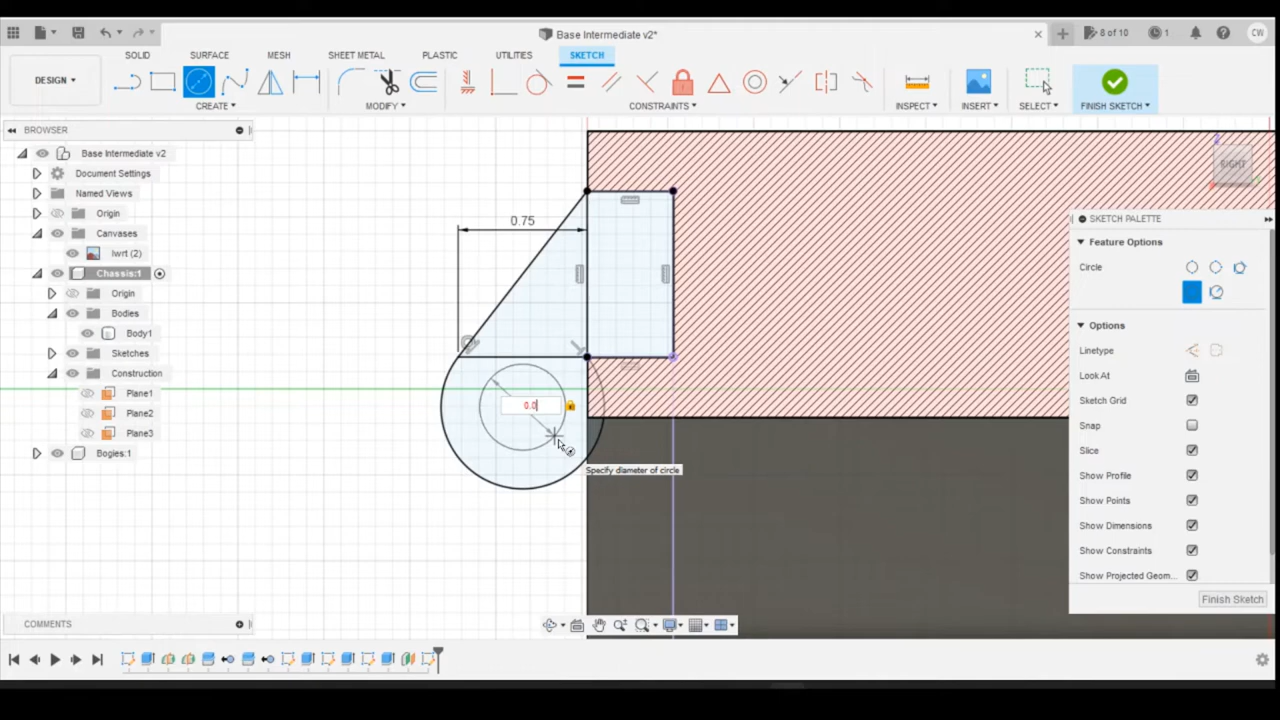 Base Intermediate v2*
8 of 10
1
CW
DESIGN
SOLID
SURFACE
MESH
SHEET METAL
PLASTIC
UTILITIES
SKETCH
CREATE
MODIFY
CONSTRAINTS
INSPECT
INSERT
SELECT
FINISH SKETCH
BROWSER
Base Intermediate v2
Document Settings
Named Views
Origin
Canvases
lwrt (2)
Chassis:1
Origin
Bodies
Body1
Sketches
Construction
Plane1
Plane2
Plane3
Bogies:1
0.75
0.0
Specify diameter of circle
RIGHT
SKETCH PALETTE
Feature Options
Circle
Options
Linetype
Look At
Sketch Grid
Snap
Slice
Show Profile
Show Points
Show Dimensions
Show Constraints
Show Projected Geom...
Finish Sketch
COMMENTS